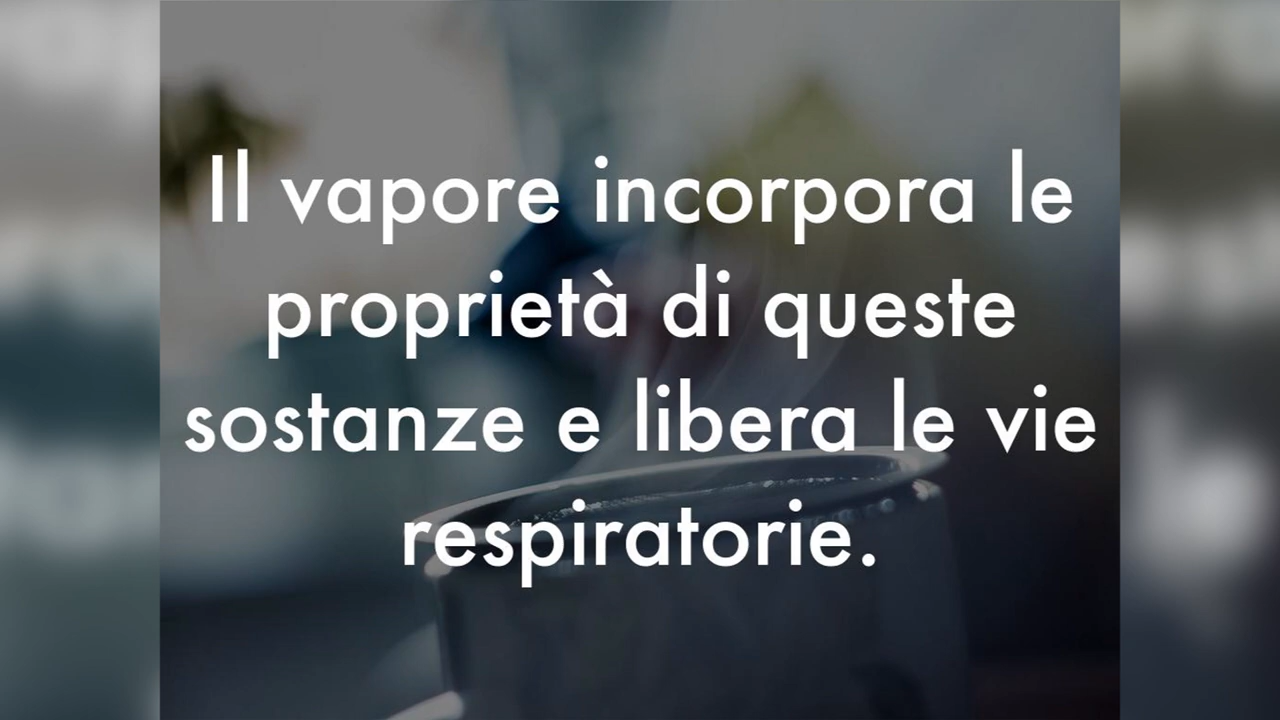 Il vapore incorpora le
proprietà di queste
sostanze e libera le vie
respiratorie.